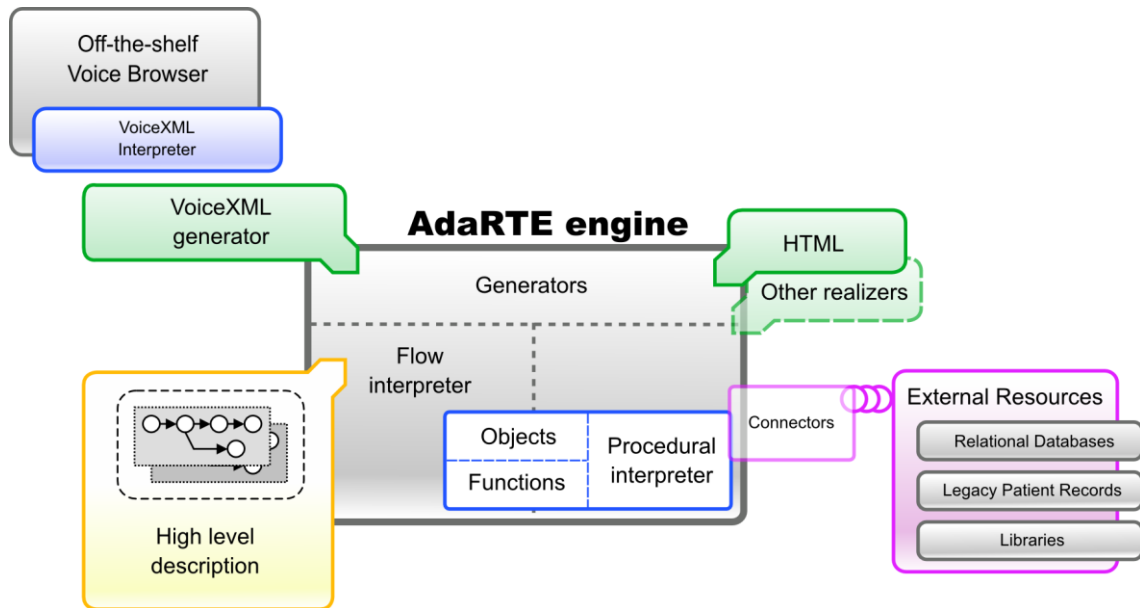 Off-the-shelf
Voice Browser
VoiceXML
Interpreter
VoiceXML
generator
AdaRTE engine
HTML
Other realizers
Generators
Flow
interpreter
Objects
Functions
Procedural
interpreter
Connectors
External Resources
Relational Databases
Legacy Patient Records
Libraries
High level
description